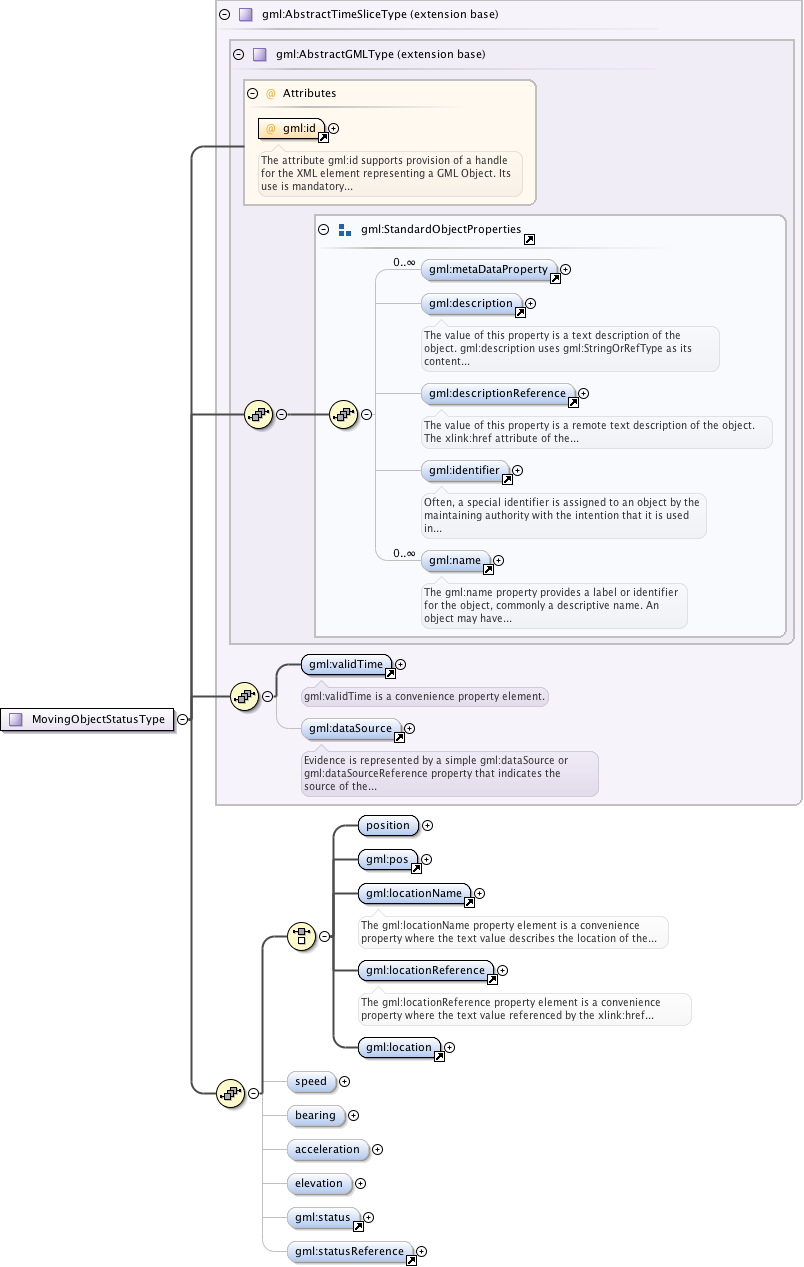 gml:AbstractTimeSliceType (extension base)
gml:AbstractGMLType (extension base)
@ Attributes
@ gml:id
The attribute gml:id supports provision of a handle
for the XML element representing a GML Object. Its
use is mandatory...
gml:StandardObjectProperties
0..∞
gml:metaDataProperty
gml:description
The value of this property is a text description of the
object. gml:description uses gml:StringOrRefType as its
content...
gml:descriptionReference
The value of this property is a remote text description of the object.
The xlink:href attribute of the...
gml:identifier
Often, a special identifier is assigned to an object by the
maintaining authority with the intention that it is used
in...
0..∞
gml:name
The gml:name property provides a label or identifier
for the object, commonly a descriptive name. An
object may have...
gml:validTime
gml:validTime is a convenience property element.
MovingObjectStatusType
gml:dataSource
Evidence is represented by a simple gml:dataSource or
gml:dataSourceReference property that indicates the
source of the...
position
gml:pos
gml:locationName
The gml:locationName property element is a convenience
property where the text value describes the location of the...
gml:locationReference
The gml:locationReference property element is a convenience
property where the text value referenced by the xlink:href...
gml:location
speed
bearing
acceleration
elevation
gml:status
gml:statusReference